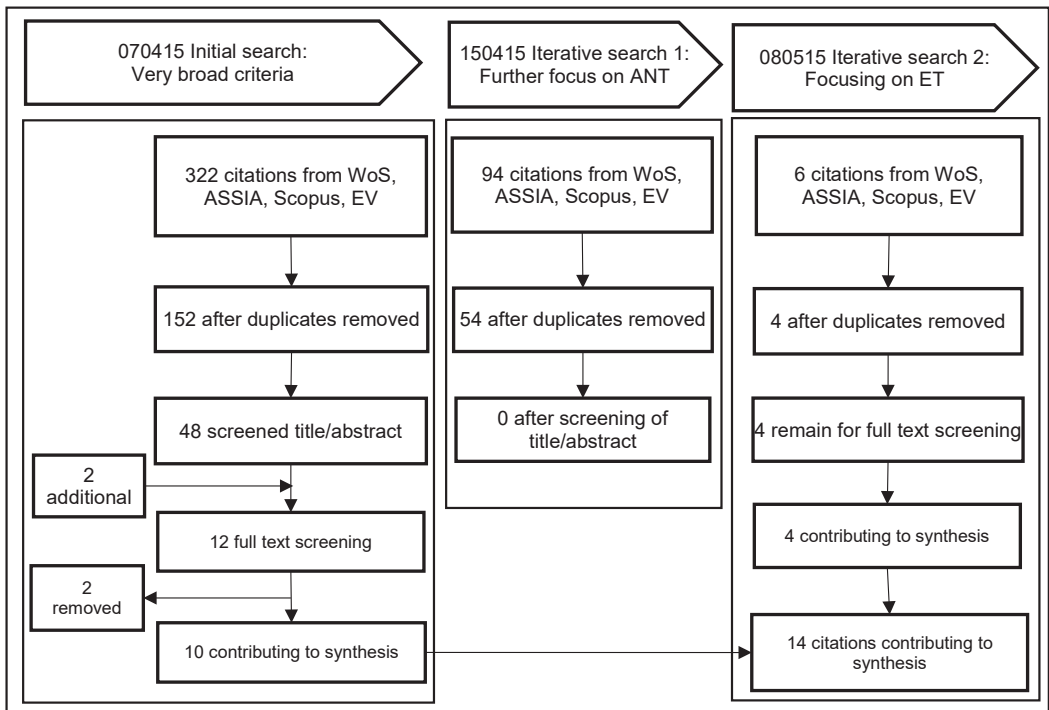 070415 Initial search:
Very broad criteria
150415 Iterative search 1:
Further focus on ANT
080515 Iterative search 2:
Focusing on ET
322 citations from WoS,
ASSIA, Scopus, EV
152 after duplicates removed
48 screened title/abstract
2
additional
12 full text screening
2
removed
10 contributing to synthesis
94 citations from WoS,
ASSIA, Scopus, EV
54 after duplicates removed
0 after screening of
title/abstract
6 citations from WoS,
ASSIA, Scopus, EV
4 after duplicates removed
4 remain for full text screening
4 contributing to synthesis
14 citations contributing to
synthesis